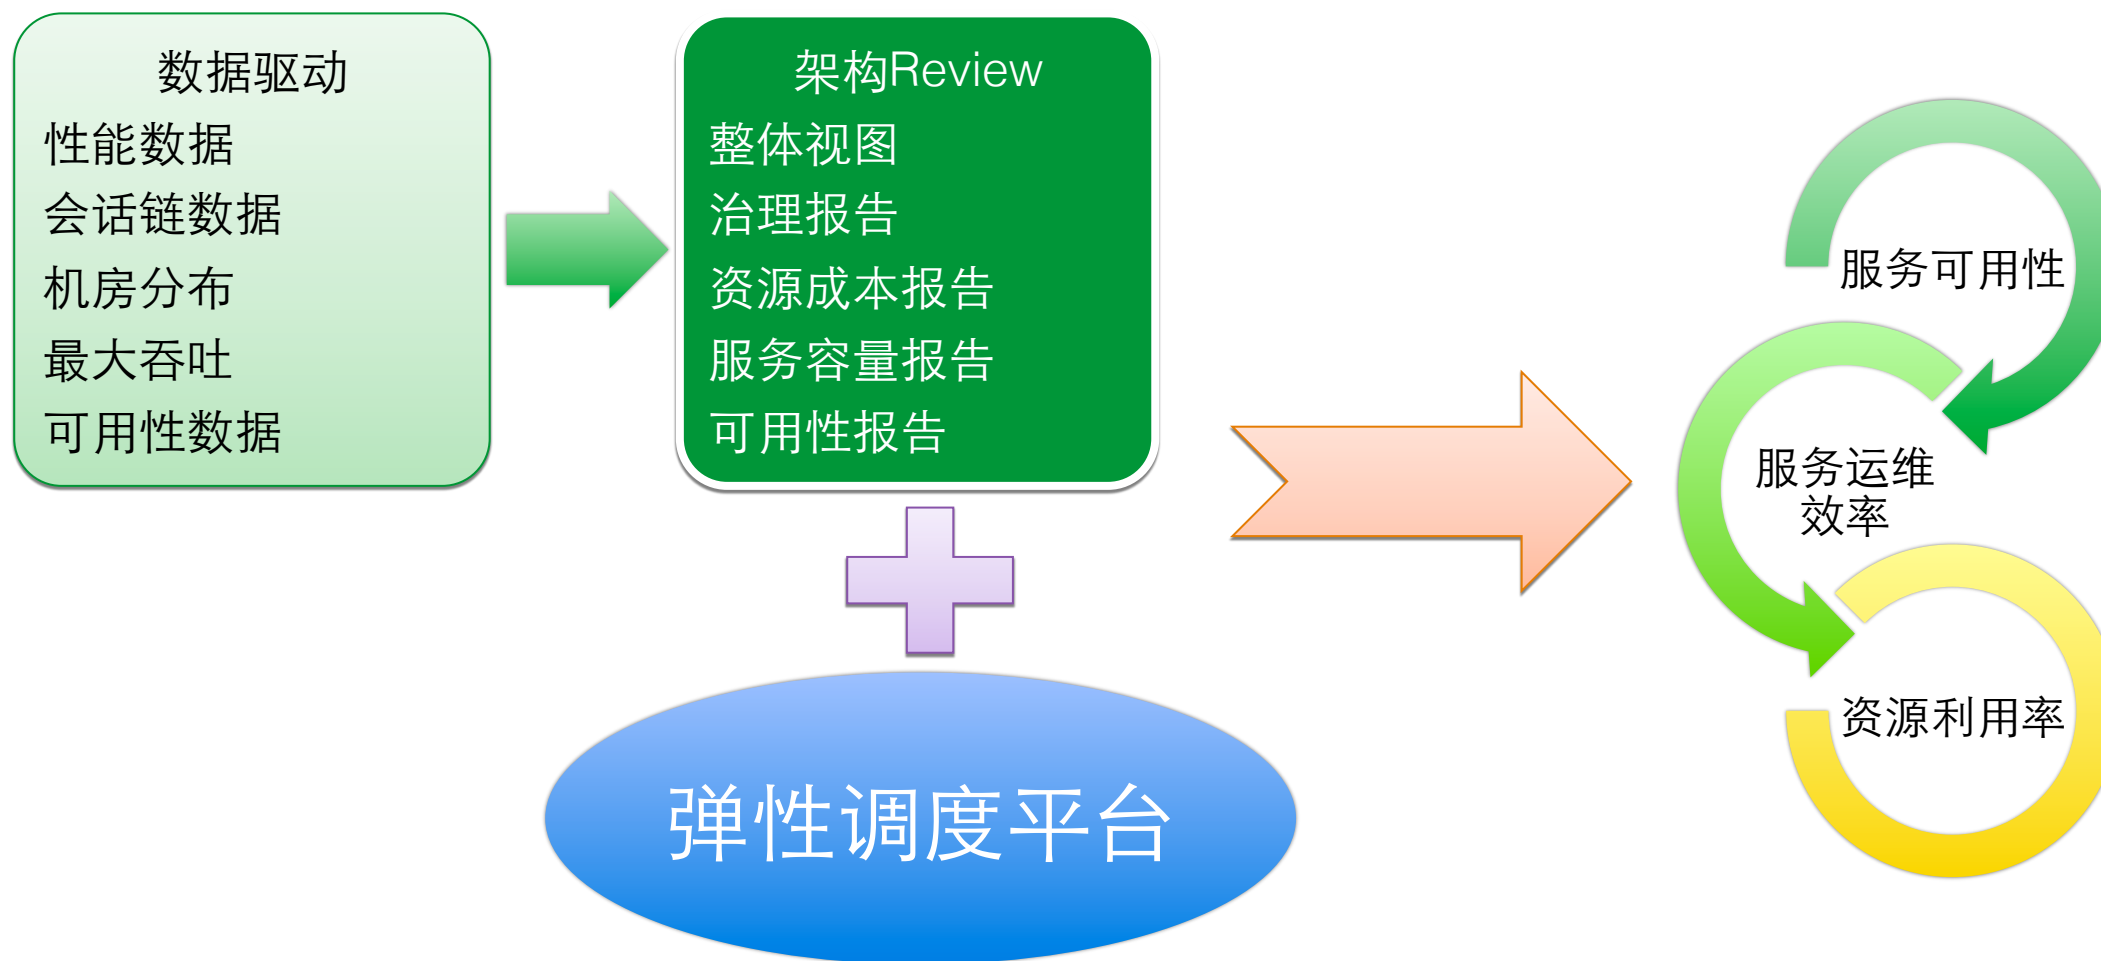 数据驱动
性能数据
会话链数据
机房分布
最大吞吐
可用性数据
架构Review
整体视图
治理报告
资源成本报告
服务容量报告
可用性报告
弹性调度平台
服务可用性
服务运维
效率
资源利用率